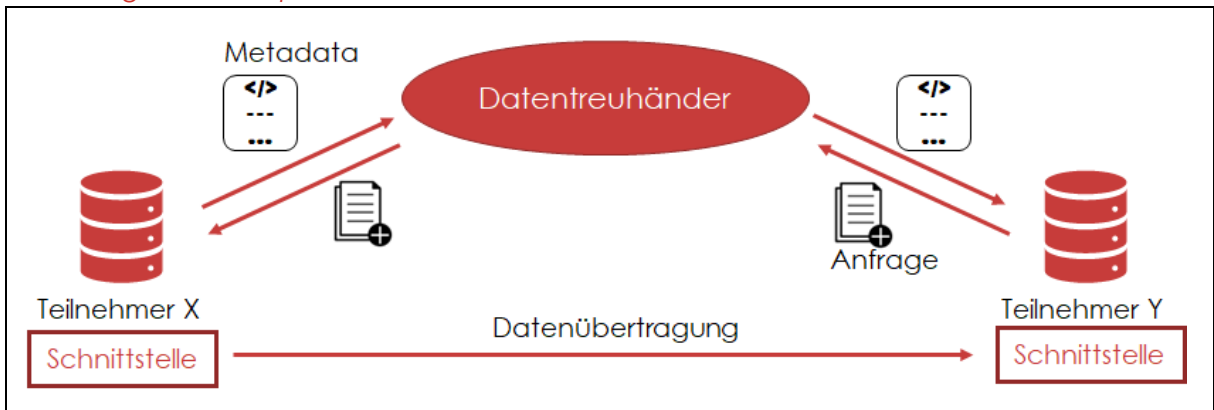 Metadata
</>
---
...
Datentreuhänder
</>
---
...
Anfrage
Teilnehmer X
Teilnehmer Y
Datenübertragung
Schnittstelle
Schnittstelle